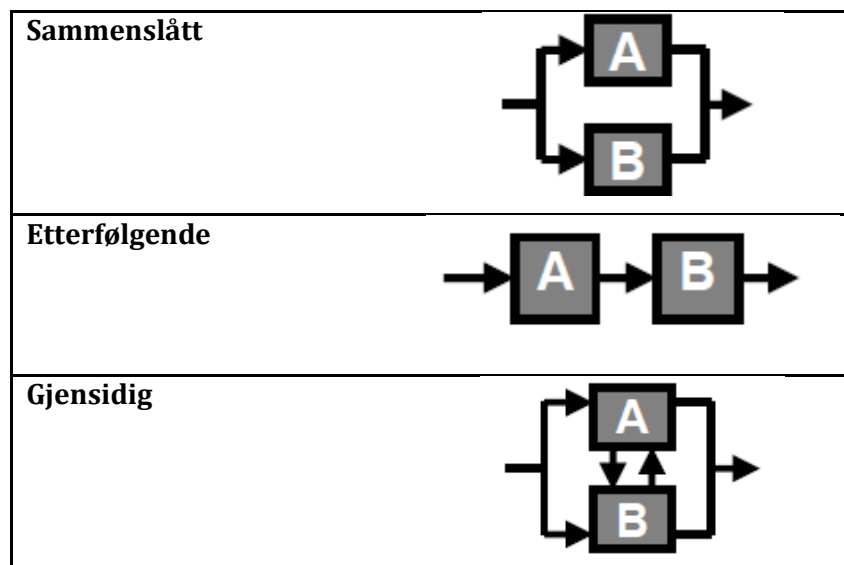 Sammenslått
A
B
Etterfølgende
A B
Gjensidig
A
B